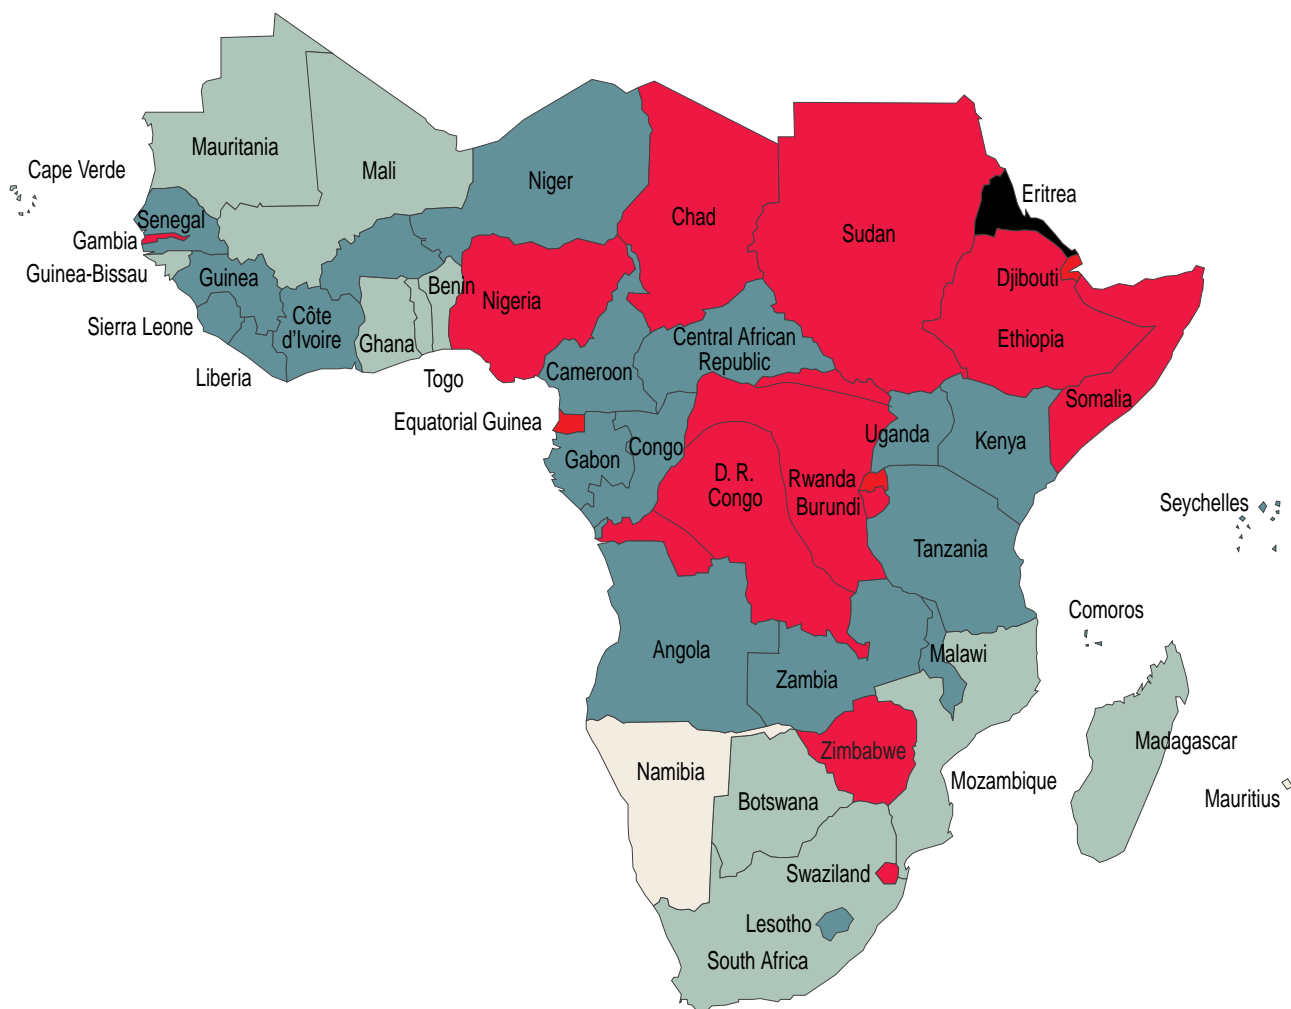 Mauritania
Cape Verde
Mali
Niger
Eritrea
Senegal
Chad
Sudan
Gambia
Guinea-Bissau
Guinea
Benin
Nigeria
Djibouti
Sierra Leone
Côte
d'Ivoire
Ghana
Central African
Republic
Ethiopia
Liberia
Togo
Cameroon
Somalia
Equatorial Guinea
Uganda
Kenya
Congo
Gabon
D. R.
Congo
Rwanda
Burundi
Seychelles
Tanzania
Comoros
Angola
Malawi
Zambia
Zimbabwe
Madagascar
Namibia
Mozambique
Botswana
Mauritius
Swaziland
Lesotho
South Africa